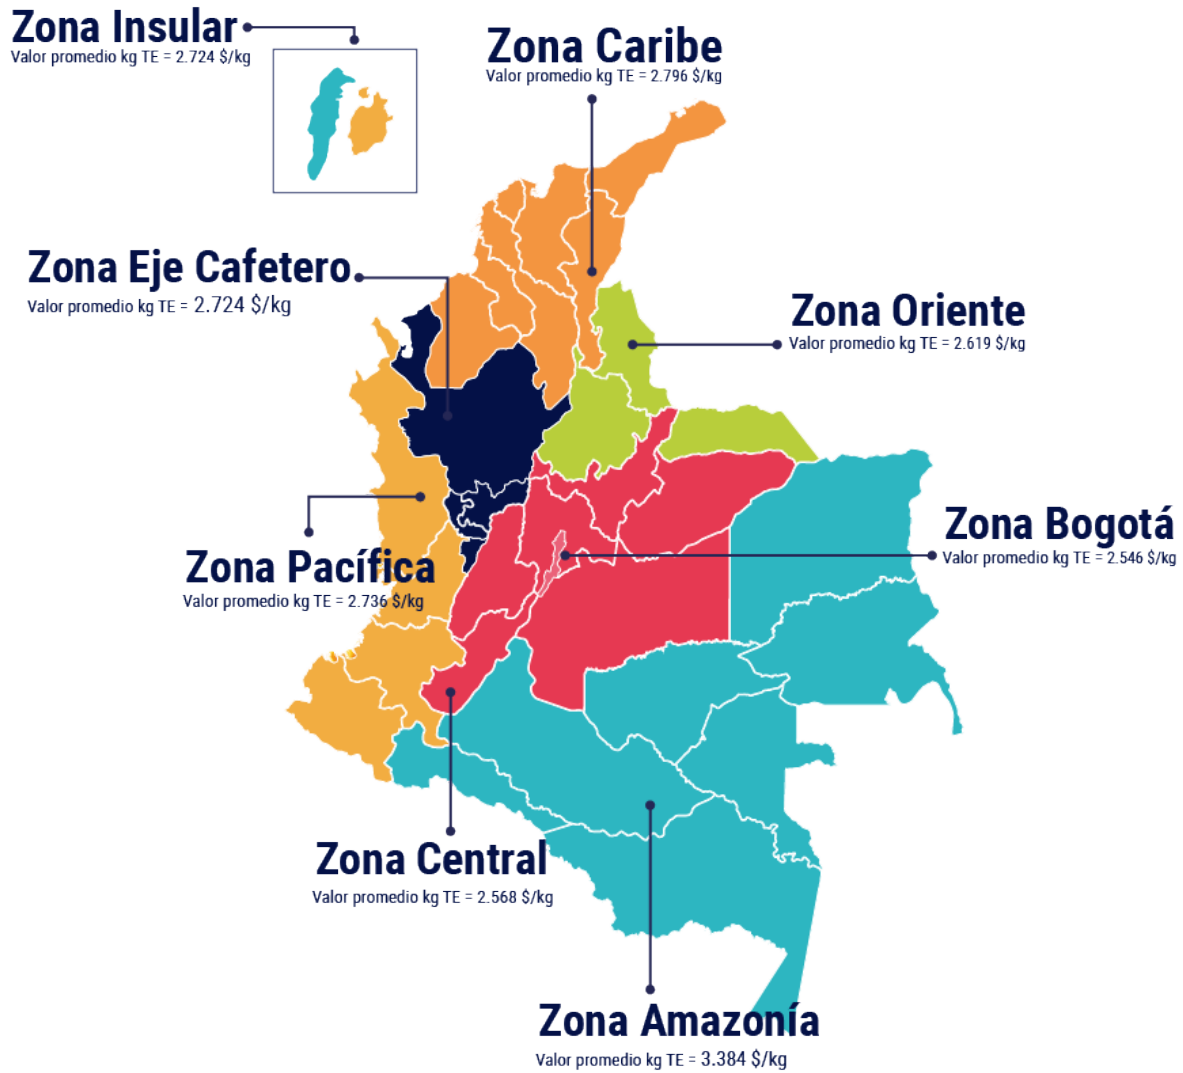 Zona Insular
Valor promedio kg TE = 2.724 $/kg
Zona Caribe
Valor promedio kg TE = 2.796 $/kg
Zona Eje Cafetero
Valor promedio kg TE = 2.724 $/kg
Zona Oriente
Valor promedio kg TE = 2.619 $/kg
Zona Bogotá
Valor promedio kg TE = 2.546 $/kg
Zona Pacífica
Valor promedio kg TE = 2.736 $/kg
Zona Central
Valor promedio kg TE = 2.568 $/kg
Zona Amazonía
Valor promedio kg TE = 3.384 $/kg